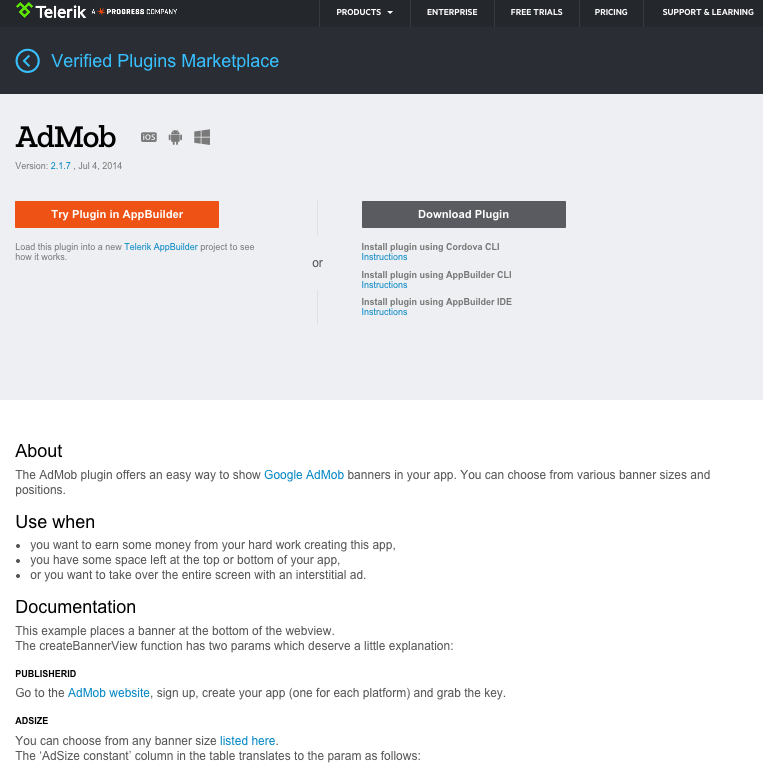 Telerik A PROGRESS COMPANY PRODUCTS ENTERPRISE FREE TRIALS PRICING SUPPORT & LEARNING
Verified Plugins Marketplace
AdMob iOS
Version: 2.1.7 , Jul 4, 2014
Try Plugin in AppBuilder
Load this plugin into a new Telerik AppBuilder project to see
how it works.
or
Download Plugin
Install plugin using Cordova CLI
Instructions
Install plugin using AppBuilder CLI
Instructions
Install plugin using AppBuilder IDE
Instructions
About
The AdMob plugin offers an easy way to show Google AdMob banners in your app. You can choose from various banner sizes and
positions.
Use when
• you want to earn some money from your hard work creating this app,
• you have some space left at the top or bottom of your app,
• or you want to take over the entire screen with an interstitial ad.
Documentation
This example places a banner at the bottom of the webview.
The createBannerView function has two params which deserve a little explanation:
PUBLISHERID
Go to the AdMob website, sign up, create your app (one for each platform) and grab the key.
ADSIZE
You can choose from any banner size listed here.
The ‘AdSize constant’ column in the table translates to the param as follows: